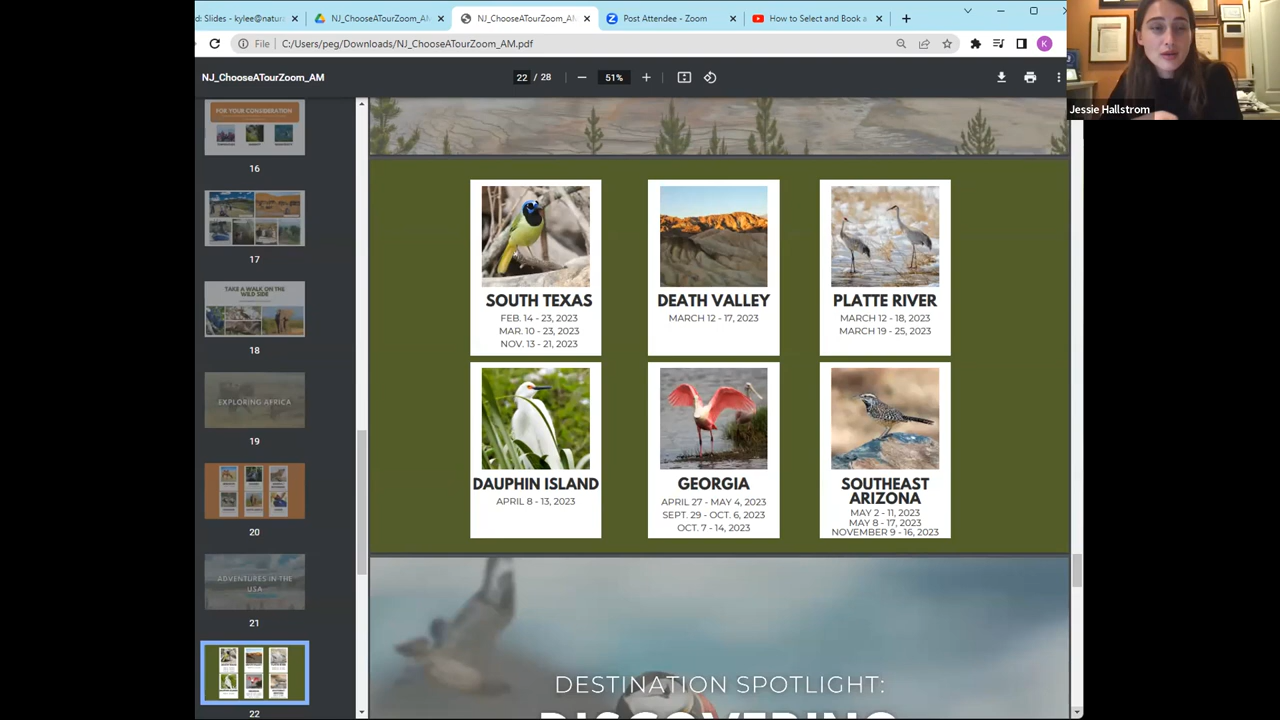 d: Slides - kylee@natur
NJ_ChooseATourZoom_AM
NJ_ChooseATourZoom_AM.
Post Attendee - Zoom
How to Select and Book a
File
C:/Users/peg/Downloads/NJ_ChooseATourZoom_AM.pdf
K
NJ_ChooseATourZoom_AM
22 / 28
51%
Jessie Hallstrom
FOR YOUR CONSIDERATION
16
17
TAKE A WALK ON THE
WILD SIDE
18
EXPLORING AFRICA
19
20
ADVENTURES IN THE
USA
21
22
SOUTH TEXAS
FEB. 14 - 23, 2023
MAR. 10 - 23, 2023
NOV. 13 - 21, 2023
DEATH VALLEY
MARCH 12 - 17, 2023
PLATTE RIVER
MARCH 12 - 18, 2023
MARCH 19 - 25, 2023
DAUPHIN ISLAND
APRIL 8 - 13, 2023
GEORGIA
APRIL 27 - MAY 4, 2023
SEPT. 29 - OCT. 6, 2023
OCT. 7 - 14, 2023
SOUTHEAST
ARIZONA
MAY 2 - 11, 2023
MAY 8 - 17, 2023
NOVEMBER 9 - 16, 2023
DESTINATION SPOTLIGHT:
DISCOVERING